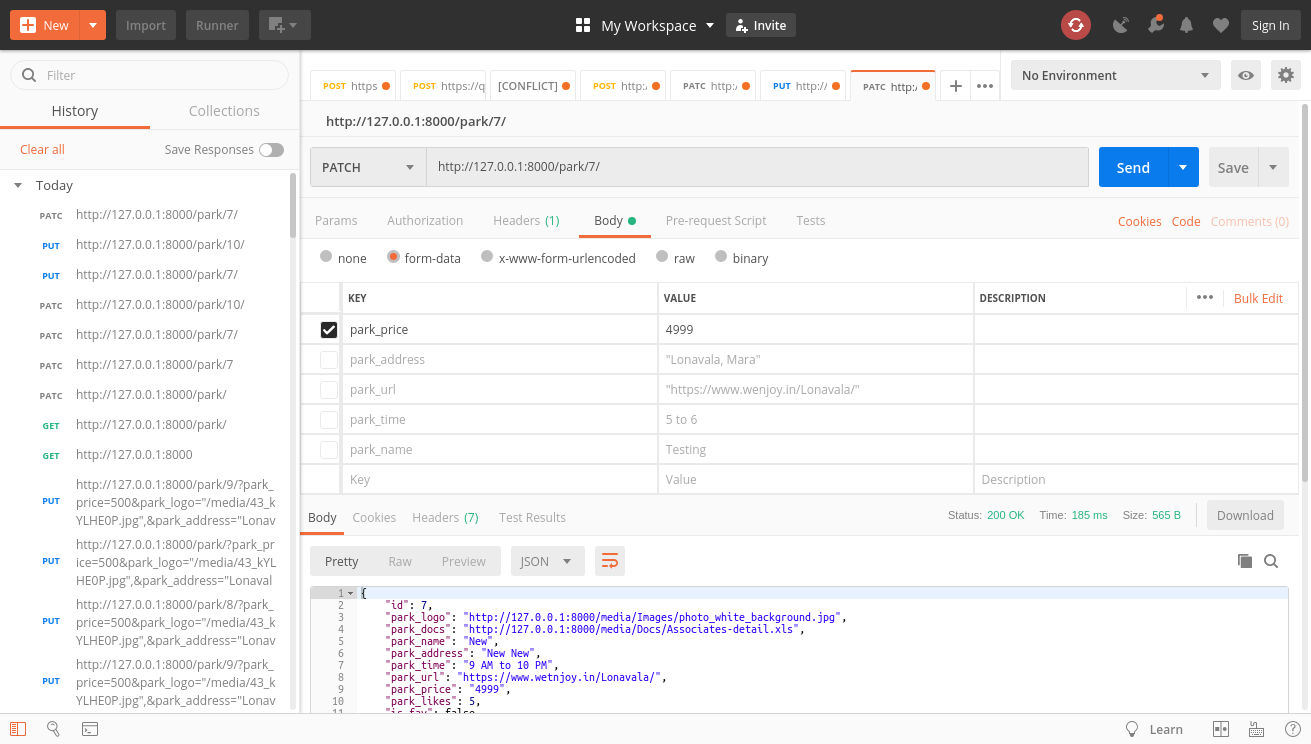 New
Import
Runner
My Workspace
Invite
Sign In
Filter
History
Collections
Clear all
Save Responses
Today
PATC http://127.0.0.1:8000/park/7/
PUT http://127.0.0.1:8000/park/10/
PUT http://127.0.0.1:8000/park/7/
PATC http://127.0.0.1:8000/park/10/
PATC http://127.0.0.1:8000/park/7/
PATC http://127.0.0.1:8000/park/7
PATC http://127.0.0.1:8000/park/
GET http://127.0.0.1:8000/park/
GET http://127.0.0.1:8000
PUT http://127.0.0.1:8000/park/9/?park_
price=500&park_logo="/media/43_k
YLHE0P.jpg",&park_address="Lonav
PUT http://127.0.0.1:8000/park/?park_pr
ice=500&park_logo="/media/43_kYL
HE0P.jpg",&park_address="Lonaval
PUT http://127.0.0.1:8000/park/8/?park_
price=500&park_logo="/media/43_k
YLHE0P.jpg",&park_address="Lonav
PUT http://127.0.0.1:8000/park/9/?park_
price=500&park_logo="/media/43_k
YLHE0P.jpg",&park_address="Lonav
POST https
POST https://q
[CONFLICT]
POST http:/
PATC http:/
PUT http://
PATC http:/
No Environment
http://127.0.0.1:8000/park/7/
PATCH http://127.0.0.1:8000/park/7/
Send
Save
Params Authorization Headers (1) Body Pre-request Script Tests
Cookies Code Comments (0)
none form-data x-www-form-urlencoded raw binary
KEY VALUE DESCRIPTION
Bulk Edit
park_price 4999
park_address "Lonavala, Mara"
park_url "https://www.wenjoy.in/Lonavala/"
park_time 5 to 6
park_name Testing
Key Value Description
Body Cookies Headers (7) Test Results
Status: 200 OK Time: 185 ms Size: 565 B
Download
Pretty Raw Preview JSON
1 {
2 "id": 7,
3 "park_logo": "http://127.0.0.1:8000/media/Images/photo_white_background.jpg",
4 "park_docs": "http://127.0.0.1:8000/media/Docs/Associates-detail.xls",
5 "park_name": "New",
6 "park_address": "New New",
7 "park_time": "9 AM to 10 PM",
8 "park_url": "https://www.wetnjoy.in/Lonavala/",
9 "park_price": "4999",
10 "park_likes": 5,
11 "is_fav": false
Learn